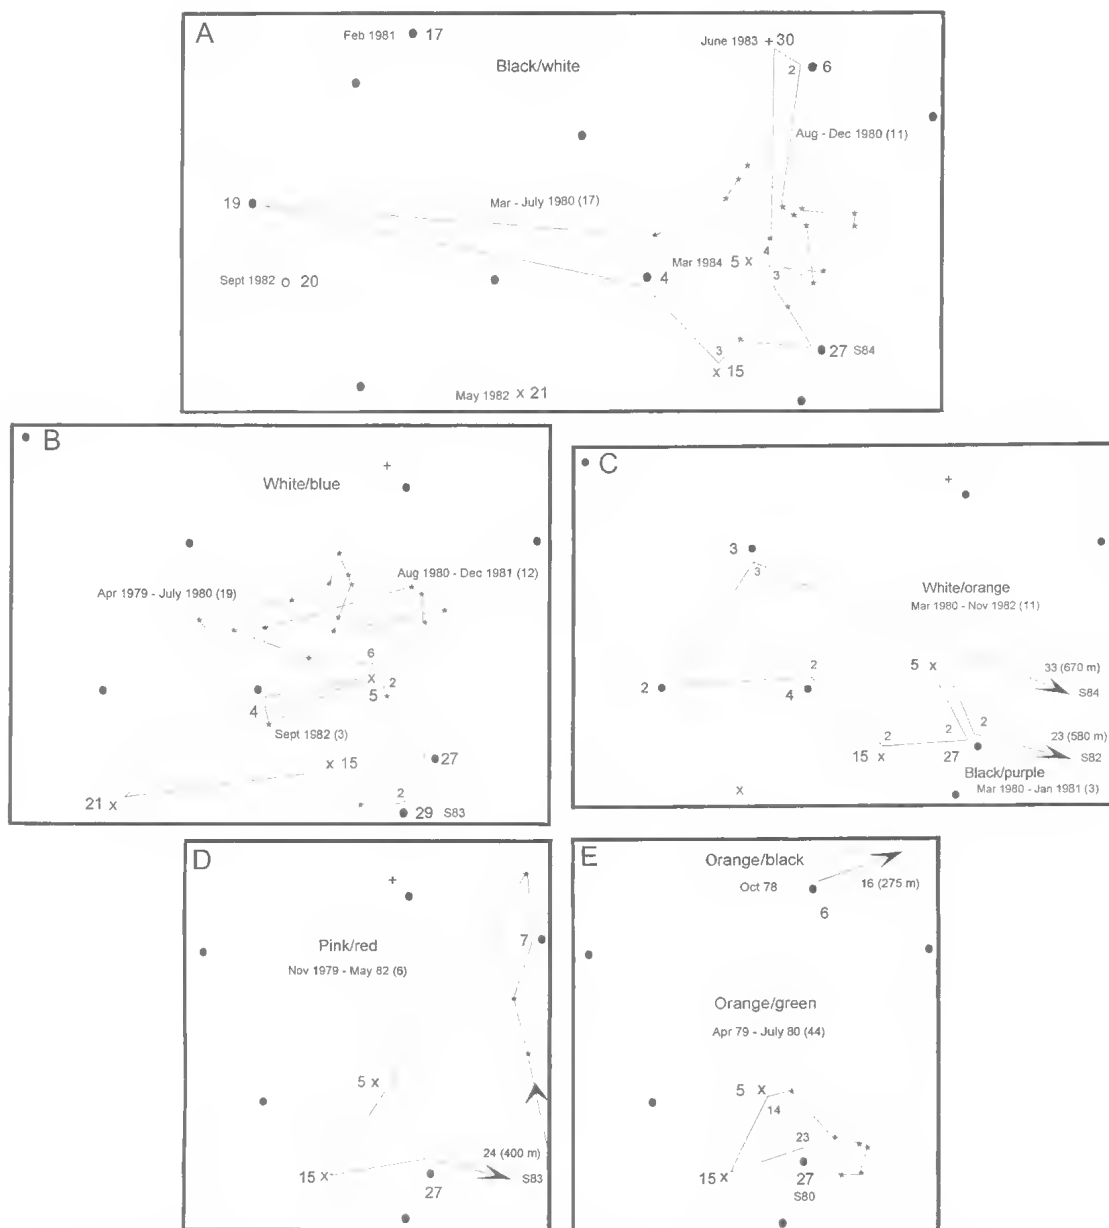 A
Feb 1981 17
June 1983 +30
Black/white
2 6
Aug - Dec 1980 (11)
19
Mar - July 1980 (17)
4
Mar 1984 5 x
4
3
Sept 1982 o 20
3
x 15
27 S84
May 1982 x 21
B
+
White/blue
Apr 1979 - July 1980 (19)
Aug 1980 - Dec 1981 (12)
6
x
5 2
4
Sept 1982 (3)
x 15
27
21 x
2
29 S83
C
+
3
3
White/orange
Mar 1980 - Nov 1982 (11)
2
5 x
33 (670 m)
2
4
S84
2
2
2
23 (580 m)
15 x
27
S82
Black/purple
Mar 1980 - Jan 1981 (3)
x
D
+
Pink/red
7
Nov 1979 - May 82 (6)
5 x
24 (400 m)
15 x
27
S83
E
Orange/black
Oct 78
16 (275 m)
6
Orange/green
Apr 79 - July 80 (44)
5 x
14
23
15 x
27
S80